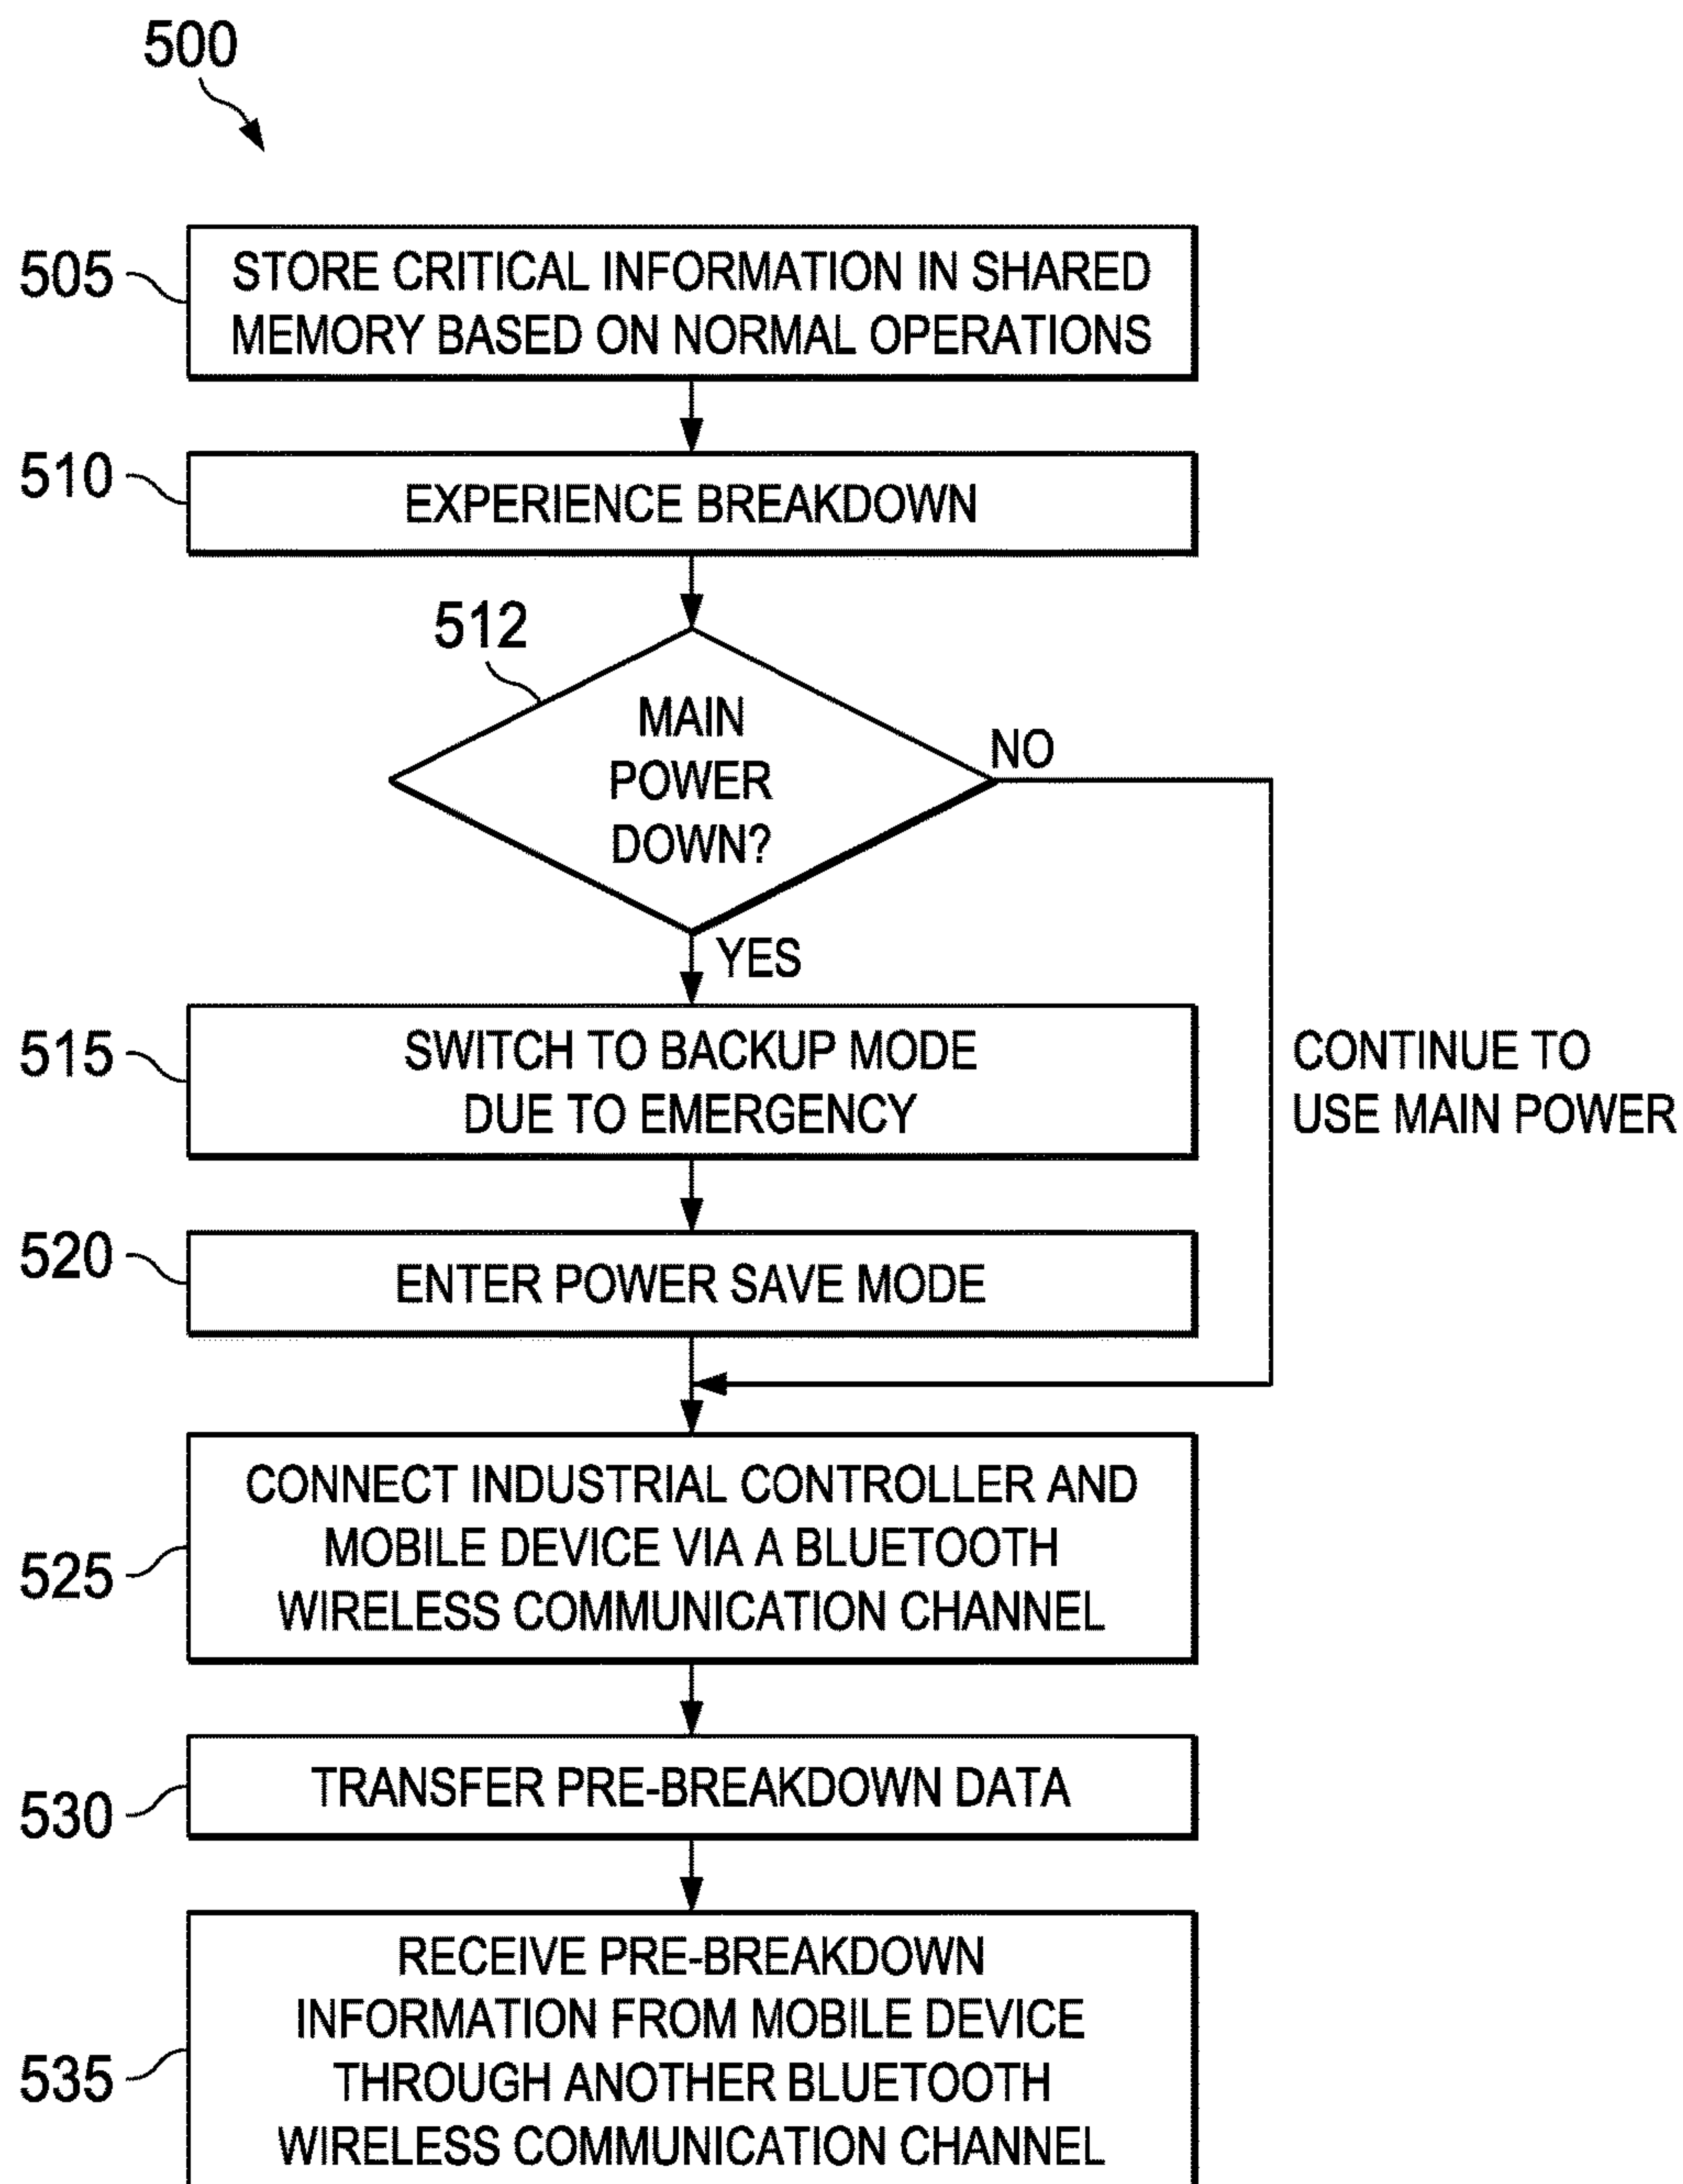 500
505
STORE CRITICAL INFORMATION IN SHARED
MEMORY BASED ON NORMAL OPERATIONS
510
EXPERIENCE BREAKDOWN
512
MAIN
POWER
DOWN?
NO
YES
515
SWITCH TO BACKUP MODE
DUE TO EMERGENCY
CONTINUE TO
USE MAIN POWER
520
ENTER POWER SAVE MODE
525
CONNECT INDUSTRIAL CONTROLLER AND
MOBILE DEVICE VIA A BLUETOOTH
WIRELESS COMMUNICATION CHANNEL
530
TRANSFER PRE-BREAKDOWN DATA
535
RECEIVE PRE-BREAKDOWN
INFORMATION FROM MOBILE DEVICE
THROUGH ANOTHER BLUETOOTH
WIRELESS COMMUNICATION CHANNEL